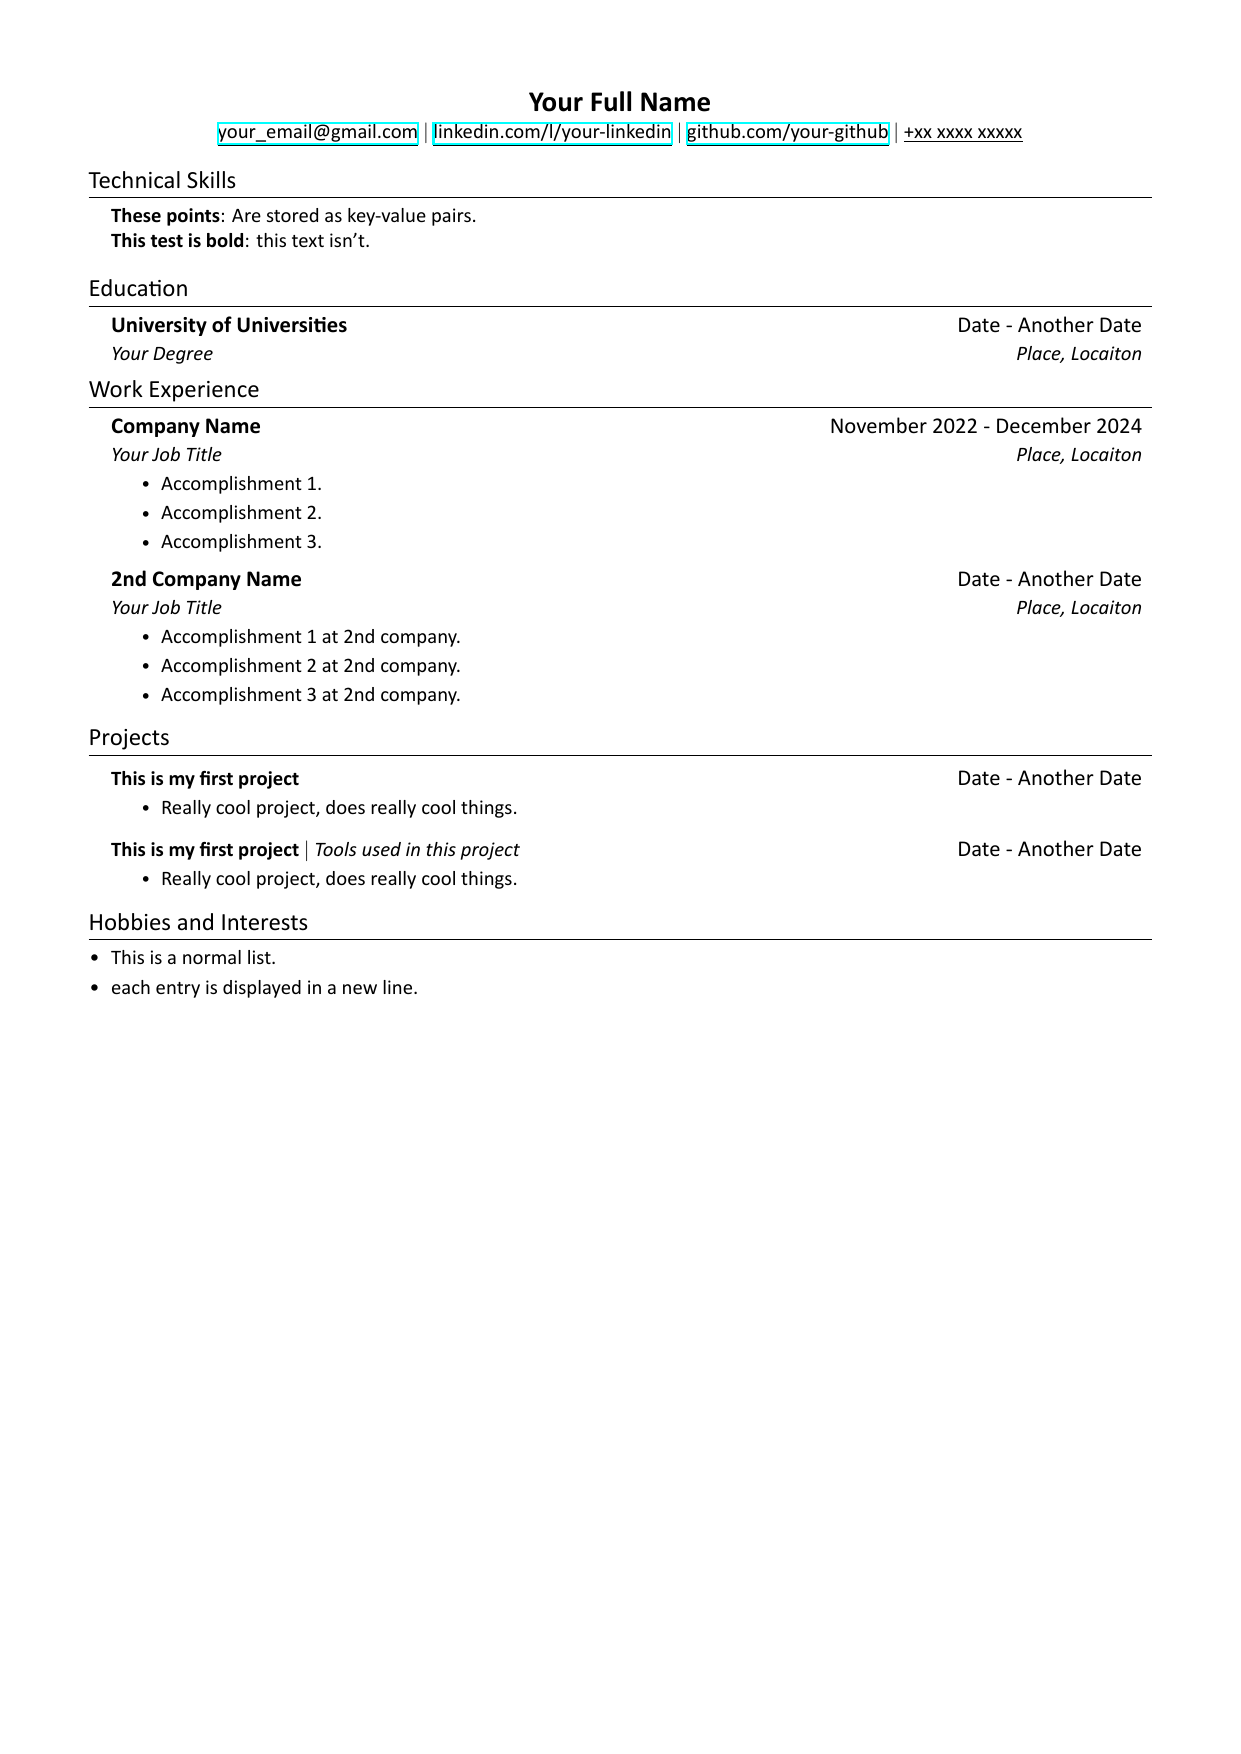 Your Full Name
your_email@gmail.com | linkedin.com/l/your-linkedin | github.com/your-github | +xx xxxx xxxxx
Technical Skills
These points: Are stored as key-value pairs.
This test is bold: this text isn’t.
Education
University of Universities Date - Another Date
Your Degree Place, Locaiton
Work Experience
Company Name November 2022 - December 2024
Your Job Title Place, Locaiton
• Accomplishment 1.
• Accomplishment 2.
• Accomplishment 3.
2nd Company Name Date - Another Date
Your Job Title Place, Locaiton
• Accomplishment 1 at 2nd company.
• Accomplishment 2 at 2nd company.
• Accomplishment 3 at 2nd company.
Projects
This is my first project Date - Another Date
• Really cool project, does really cool things.
This is my first project | Tools used in this project Date - Another Date
• Really cool project, does really cool things.
Hobbies and Interests
• This is a normal list.
• each entry is displayed in a new line.